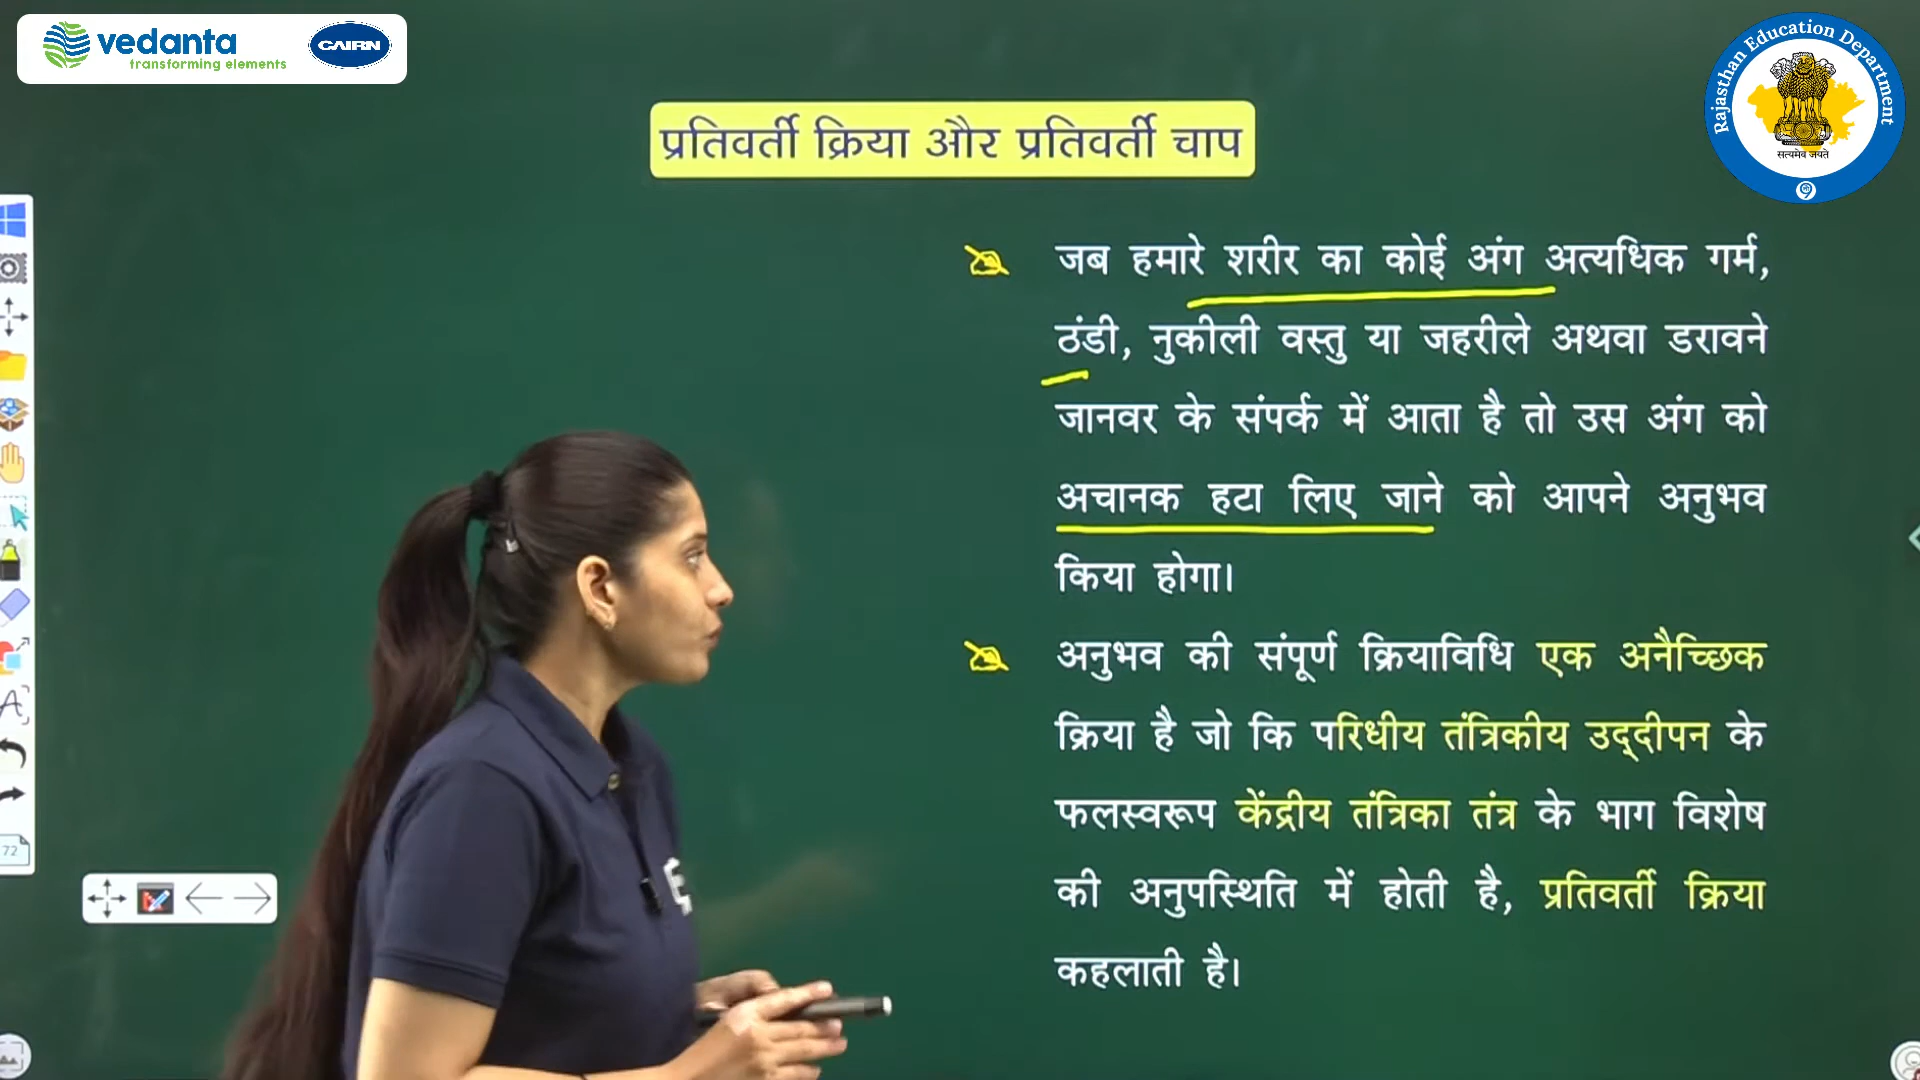 vedanta
transforming elements
CAIRN
Rajasthan Education Department
सत्यमेव जयते
प्रतिवर्ती क्रिया और प्रतिवर्ती चाप
जब हमारे शरीर का कोई अंग अत्यधिक गर्म,
ठंडी, नुकीली वस्तु या जहरीले अथवा डरावने
जानवर के संपर्क में आता है तो उस अंग को
अचानक हटा लिए जाने को आपने अनुभव
किया होगा।
अनुभव की संपूर्ण क्रियाविधि एक अनैच्छिक
क्रिया है जो कि परिधीय तंत्रिकीय उद्दीपन के
फलस्वरूप केंद्रीय तंत्रिका तंत्र के भाग विशेष
की अनुपस्थिति में होती है, प्रतिवर्ती क्रिया
कहलाती है।
72